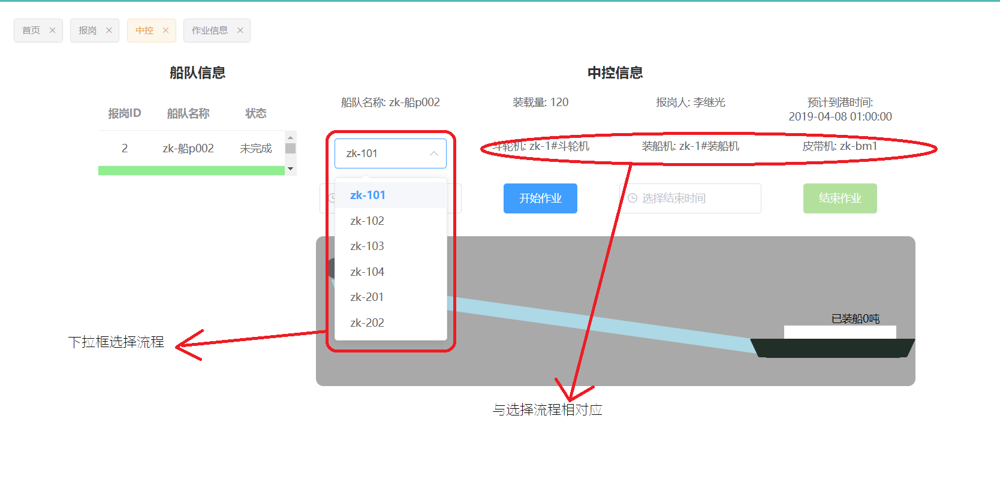 首页
报岗
中控
作业信息
船队信息
报岗ID 船队名称 状态
2 zk-船p002 未完成
中控信息
船队名称: zk-船p002 装载量: 120 报岗人: 李继光 预计到港时间:
2019-04-08 01:00:00
zk-101
斗轮机: zk-1#斗轮机 装船机: zk-1#装船机 皮带机: zk-bm1
开始作业 选择结束时间 结束作业
zk-101
zk-102
zk-103
zk-104
zk-201
zk-202
已装船0吨
下拉框选择流程
与选择流程相对应